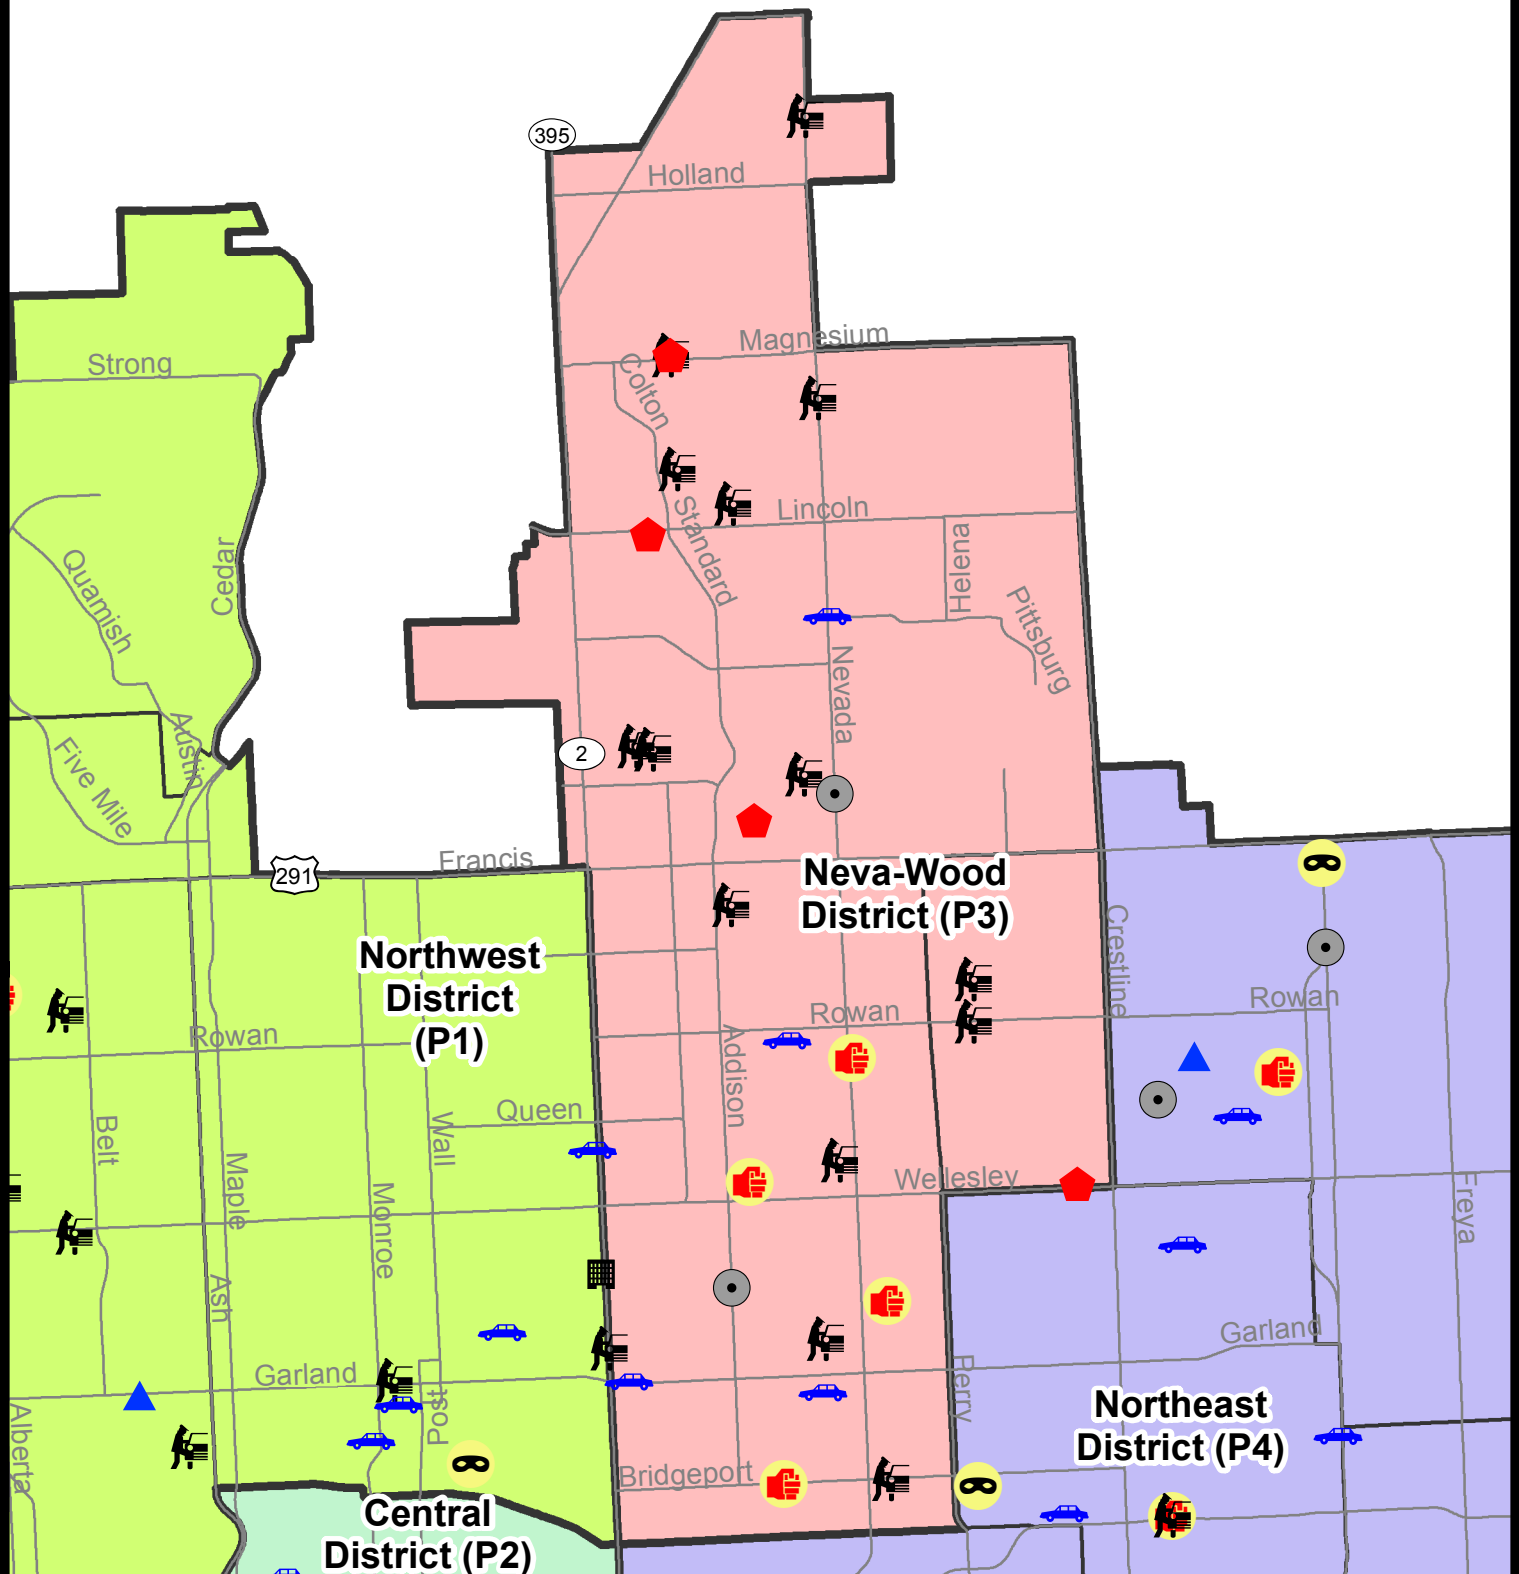 395
Holland
Magnesium
Strong
Colton
Lincoln
Standard
Helena
Cedar
Quamish
Pittsburg
Nevada
Austin
Five Mile
2
Francis
291
Neva-Wood
District (P3)
Crestline
Northwest
District
(P1)
Rowan
Rowan
Rowan
Addison
Queen
Belt
Wall
Maple
Wellesley
Monroe
Freya
Ash
Garland
Garland
Perry
Post
Alberta
Northeast
District (P4)
Bridgeport
Central
District (P2)